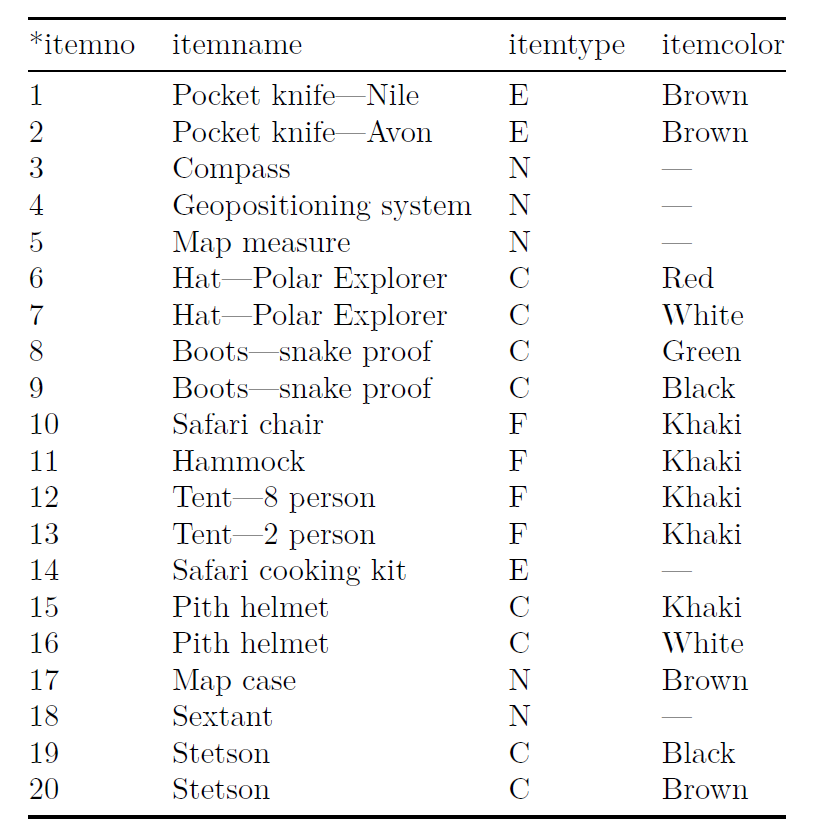 *itemno itemname itemtype itemcolor
1 Pocket knife—Nile E Brown
2 Pocket knife—Avon E Brown
3 Compass N —
4 Geopositioning system N —
5 Map measure N —
6 Hat—Polar Explorer C Red
7 Hat—Polar Explorer C White
8 Boots—snake proof C Green
9 Boots—snake proof C Black
10 Safari chair F Khaki
11 Hammock F Khaki
12 Tent—8 person F Khaki
13 Tent—2 person F Khaki
14 Safari cooking kit E —
15 Pith helmet C Khaki
16 Pith helmet C White
17 Map case N Brown
18 Sextant N —
19 Stetson C Black
20 Stetson C Brown